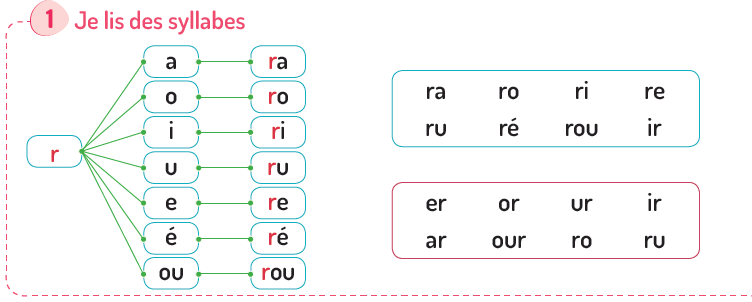 1 Je lis des syllabes
r
a ra
o ro
i ri
u ru
e re
é ré
ou rou
ra ro ri re
ru ré rou ir
er or ur ir
ar our ro ru